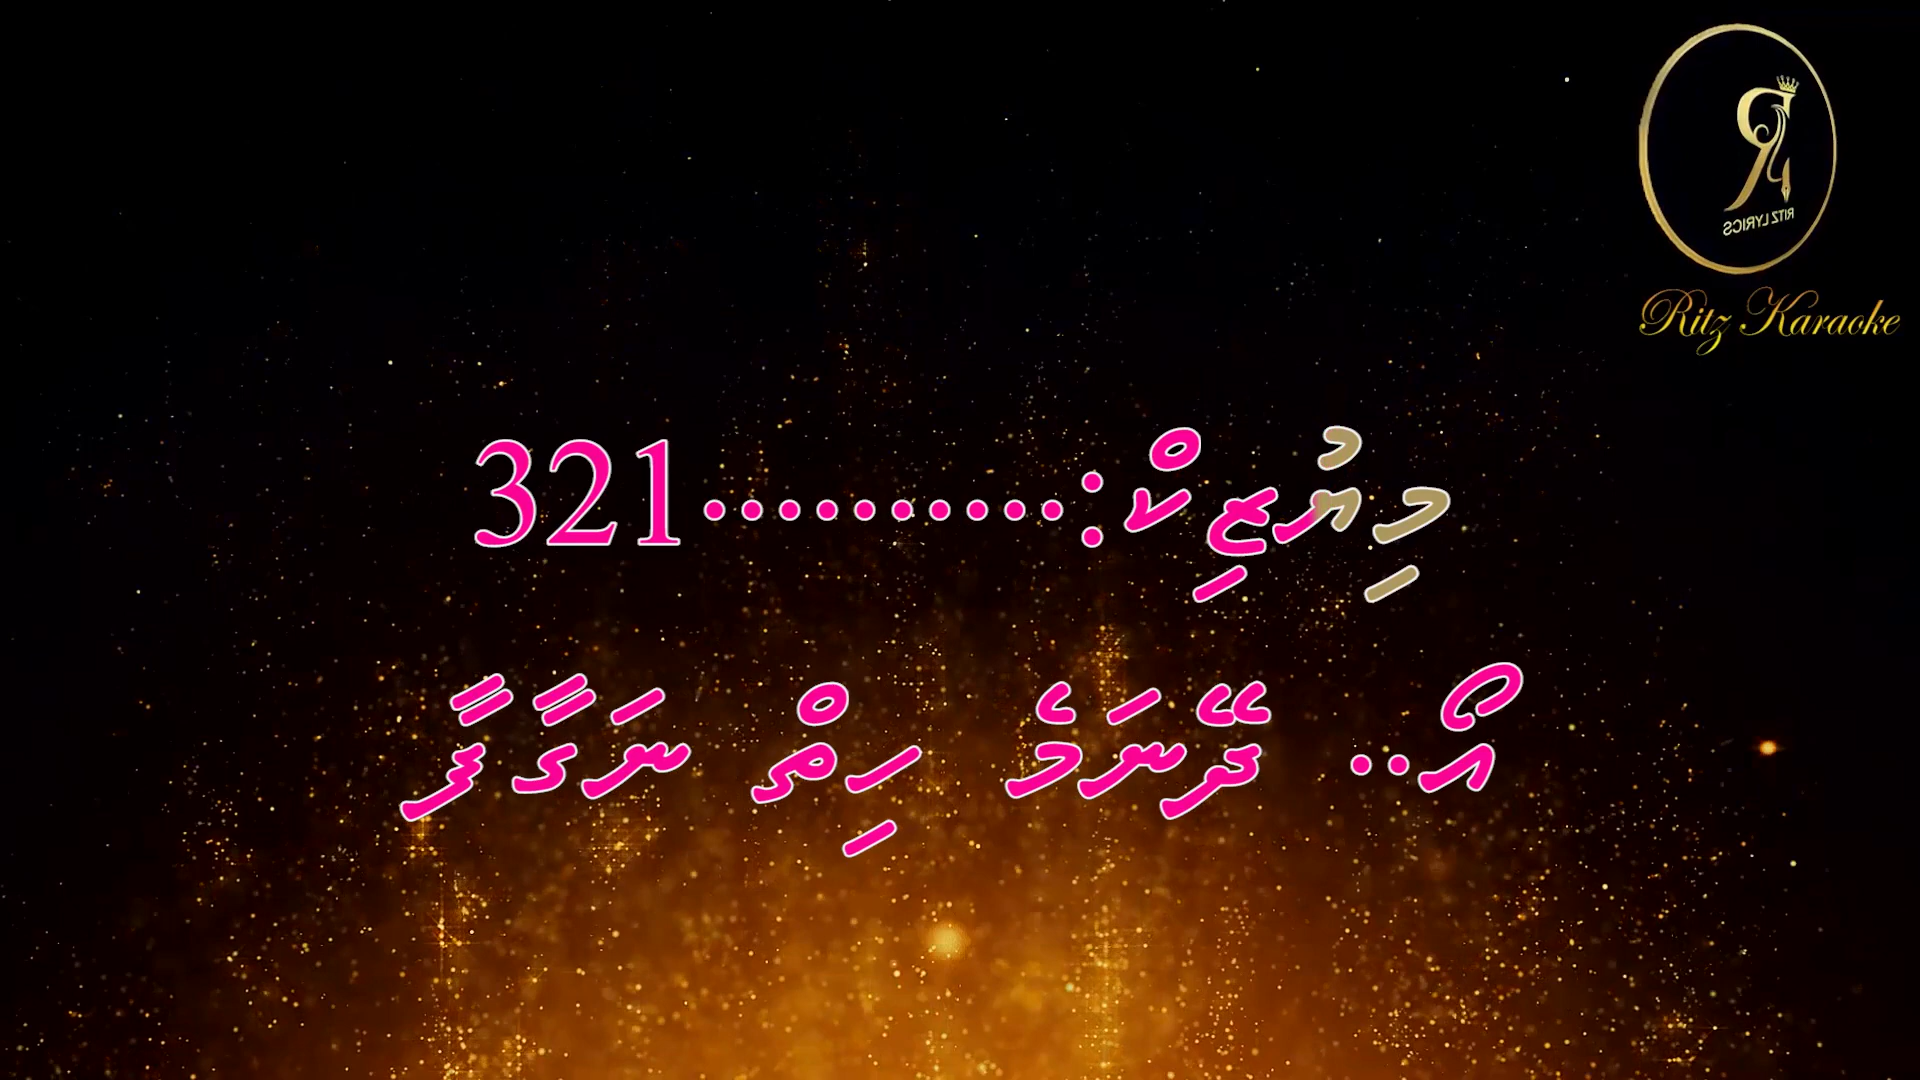 RITZ LYRICS
Ritz Karaoke
މިޔުޒިކް:..........321
އޯ.. ދޭނަމެ ހިތް ނަގާފާ